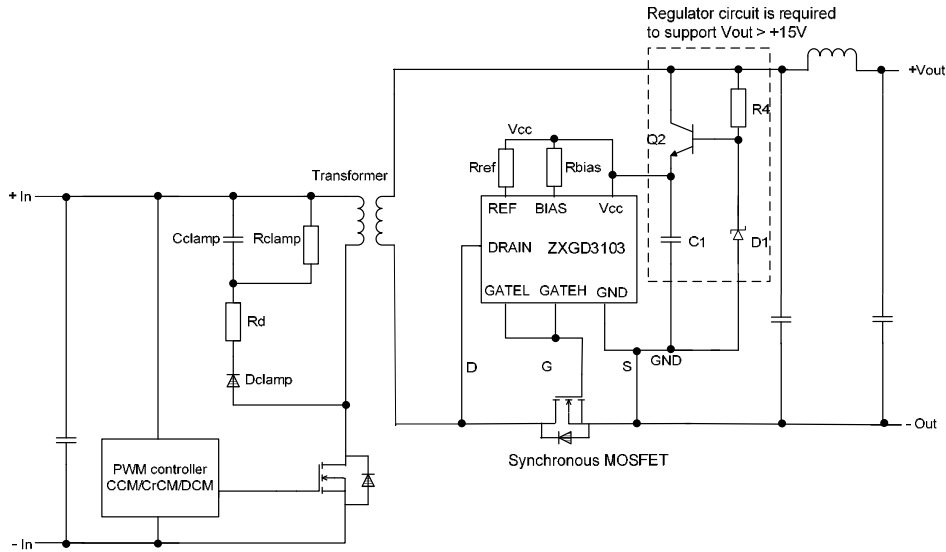 Regulator circuit is required
to support Vout > +15V
+Vout
R4
Q2
Vcc
Rref
Rbias
Transformer
+ In
REF BIAS Vcc
Cclamp
Rclamp
DRAIN ZXGD3103
C1
D1
GATEL GATEH GND
Rd
D
G
S
GND
Dclamp
- Out
Synchronous MOSFET
PWM controller
CCM/CrCM/DCM
- In